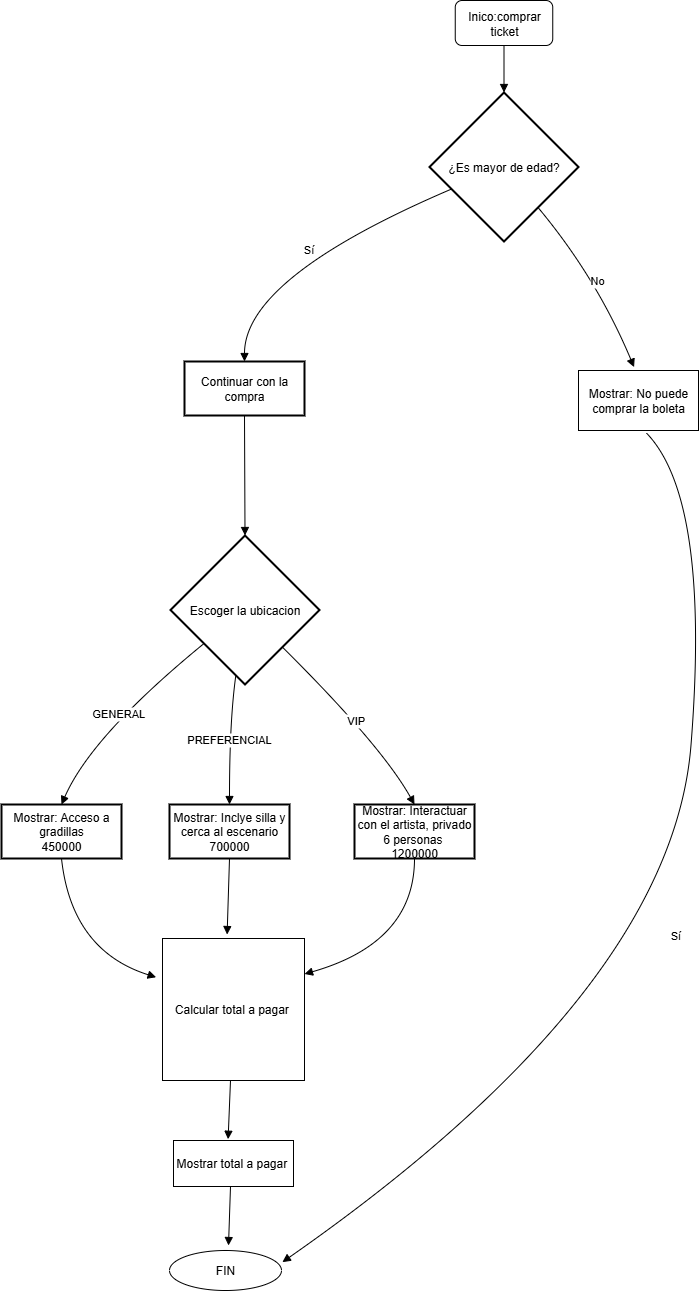 Inico:comprar
ticket
¿Es mayor de edad?
Sí
No
Continuar con la
compra
Mostrar: No puede
comprar la boleta
Escoger la ubicacion
GENERAL
PREFERENCIAL
VIP
Mostrar: Acceso a
gradillas
450000
Mostrar: Inclye silla y
cerca al escenario
700000
Mostrar: Interactuar
con el artista, privado
6 personas
1200000
Sí
Calcular total a pagar
Mostrar total a pagar
FIN